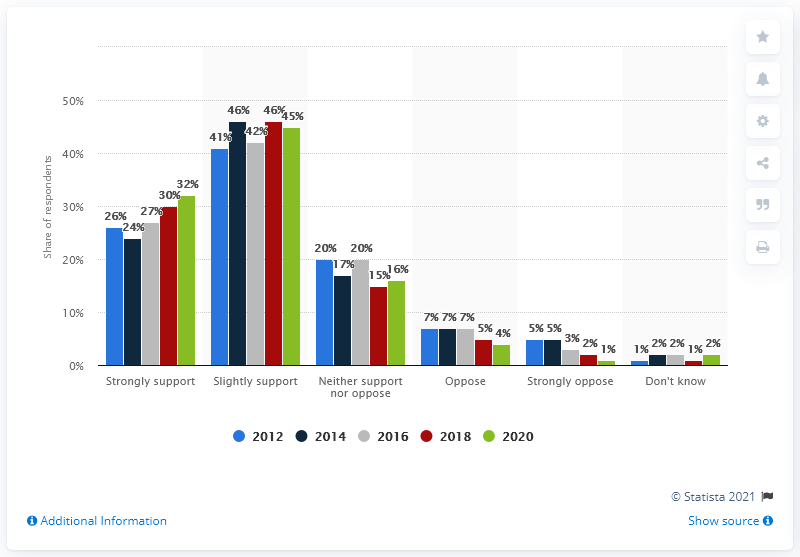 50%
40%
30%
20%
10%
0%
Share of respondents
26% 24% 27% 30% 32%
41% 46% 42% 46% 45%
20% 17% 20% 15% 16%
7% 7% 7% 5% 4%
5% 5% 3% 2% 1%
1% 2% 2% 1% 2%
Strongly support
Slightly support
Neither support
nor oppose
Oppose
Strongly oppose
Don't know
2012 2014 2016 2018 2020
© Statista 2021
Additional Information
Show source